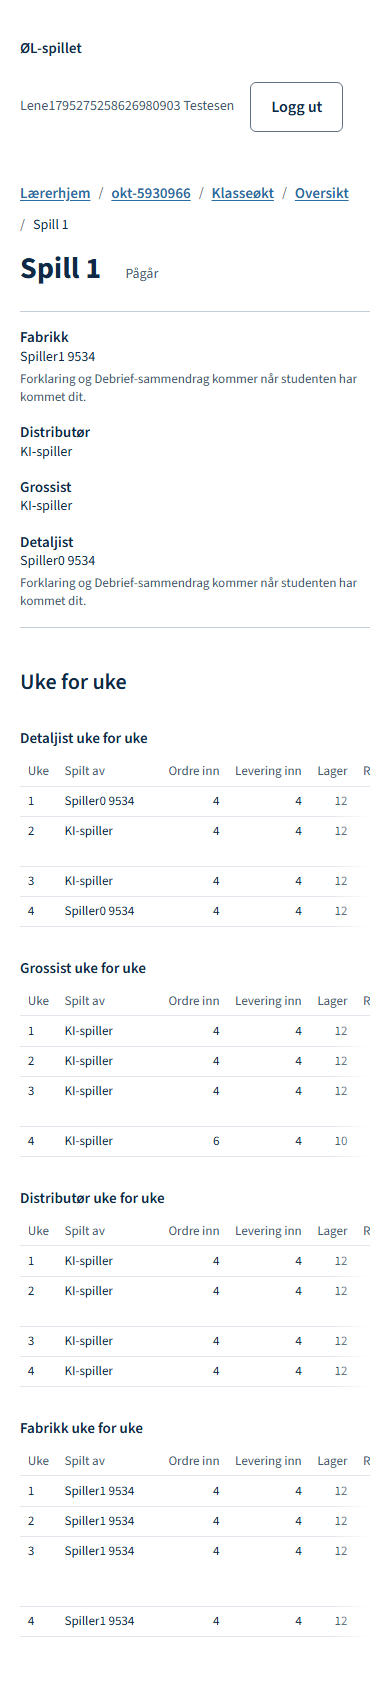 ØL-spillet
Lene1795275258626980903 Testesen Logg ut
Lærerhjem / okt-5930966 / Klasseøkt / Oversikt
/ Spill 1
Spill 1 Pågår
Fabrikk
Spiller1 9534
Forklaring og Debrief-sammendrag kommer når studenten har
kommet dit.
Distributør
KI-spiller
Grossist
KI-spiller
Detaljist
Spiller0 9534
Forklaring og Debrief-sammendrag kommer når studenten har
kommet dit.
Uke for uke
Detaljist uke for uke
Uke Spilt av Ordre inn Levering inn Lager R
1 Spiller0 9534 4 4 12
2 KI-spiller 4 4 12
3 KI-spiller 4 4 12
4 Spiller0 9534 4 4 12
Grossist uke for uke
Uke Spilt av Ordre inn Levering inn Lager R
1 KI-spiller 4 4 12
2 KI-spiller 4 4 12
3 KI-spiller 4 4 12
4 KI-spiller 6 4 10
Distributør uke for uke
Uke Spilt av Ordre inn Levering inn Lager R
1 KI-spiller 4 4 12
2 KI-spiller 4 4 12
3 KI-spiller 4 4 12
4 KI-spiller 4 4 12
Fabrikk uke for uke
Uke Spilt av Ordre inn Levering inn Lager R
1 Spiller1 9534 4 4 12
2 Spiller1 9534 4 4 12
3 Spiller1 9534 4 4 12
4 Spiller1 9534 4 4 12